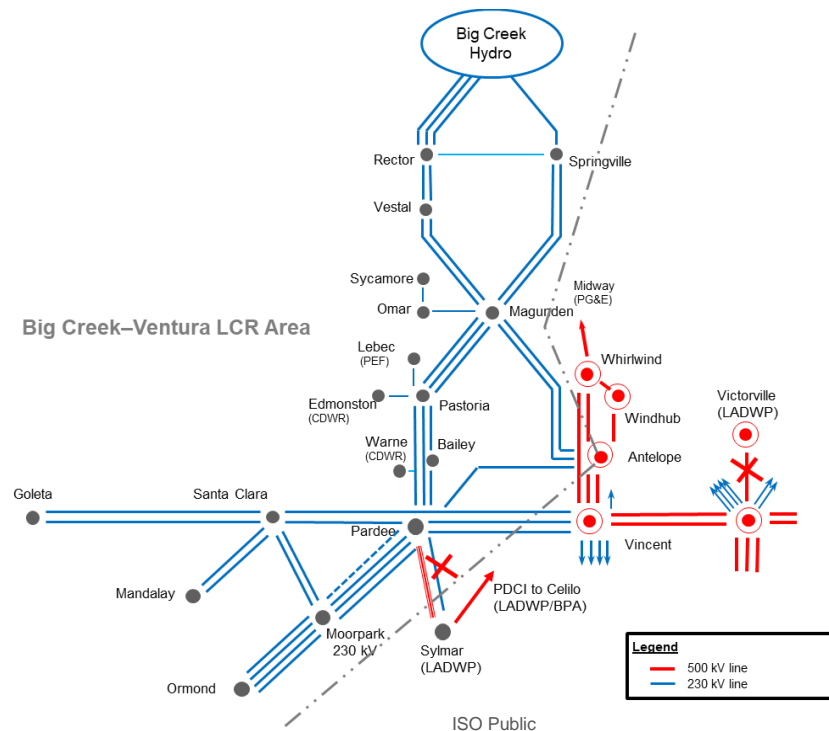 Big Creek
Hydro
Rector
Springville
Vestal
Sycamore
Omar
Magurden
Midway
(PG&E)
Big Creek–Ventura LCR Area
Lebec
(PEF)
Whirlwind
Edmonston
(CDWR)
Pastoria
Windhub
Victorville
(LADWP)
Warne
(CDWR)
Bailey
Antelope
Goleta
Santa Clara
Pardee
Vincent
Mandalay
PDCI to Celilo
(LADWP/BPA)
Moorpark
230 kV
Sylmar
(LADWP)
Ormond
Legend
500 kV line
230 kV line
ISO Public